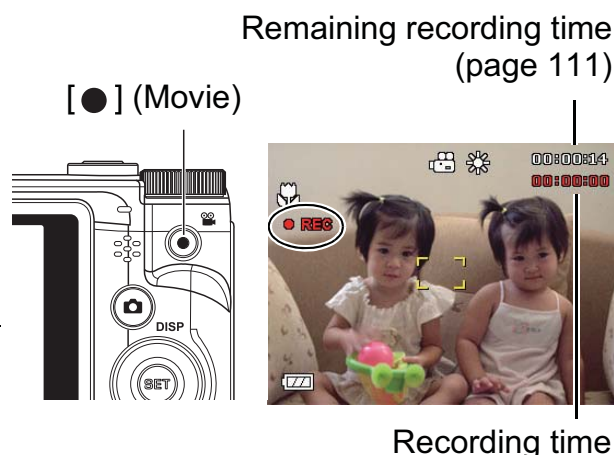 Remaining recording time
(page 111)
[ ● ] (Movie)
00:00:14
00:00:00
● REC
DISP
SET
Recording time